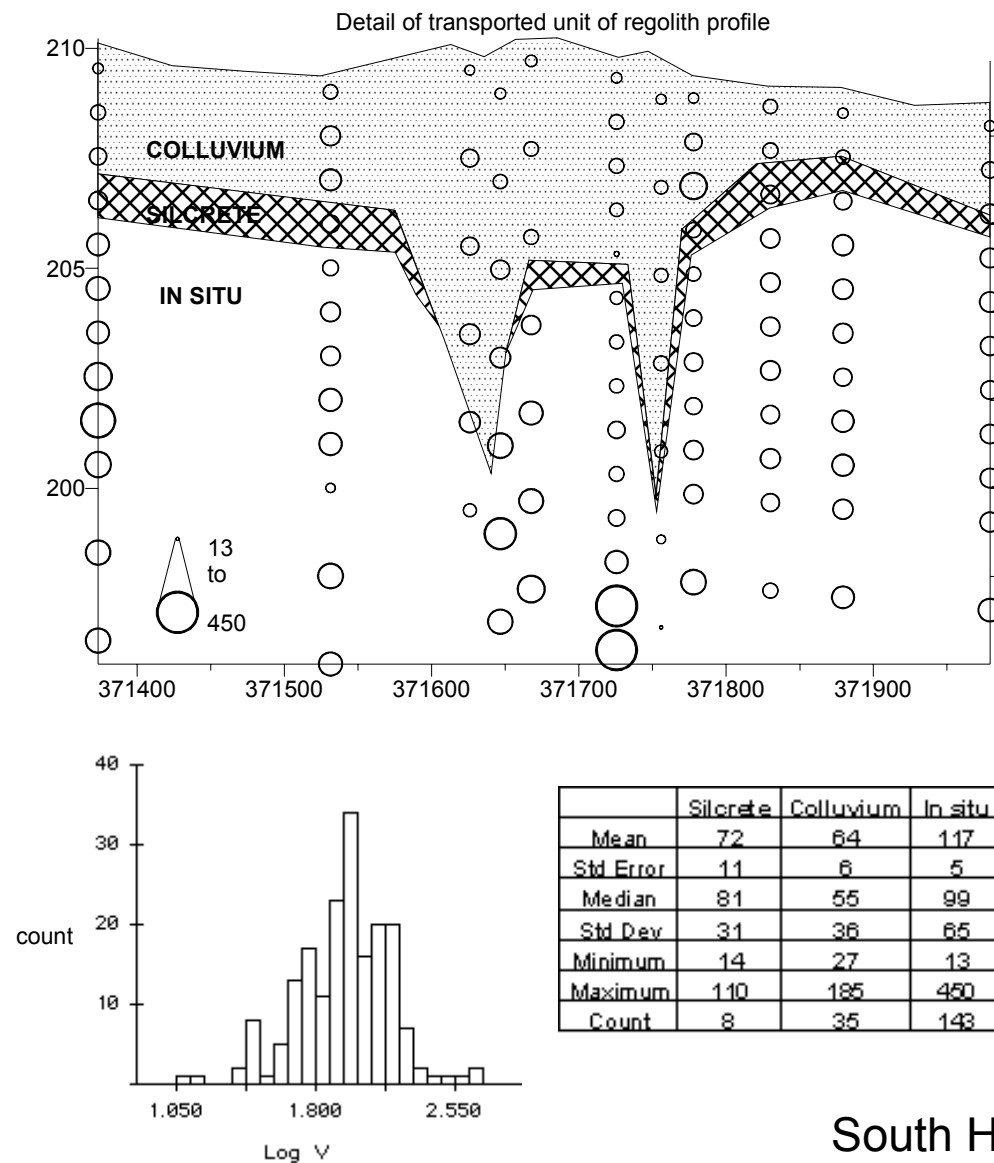 Detail of transported unit of regolith profile
210
COLLUVIUM
SILCRETE
205
IN SITU
200
13
to
450
371400 371500 371600 371700 371800 371900
40
30
20
10
count
1.050 1.800 2.550
Log V
Silcrete Colluvium In situ
Mean 72 64 117
Std Error 11 6 5
Median 81 55 99
Std Dev 31 36 65
Minimum 14 27 13
Maximum 110 185 450
Count 8 35 143
South H